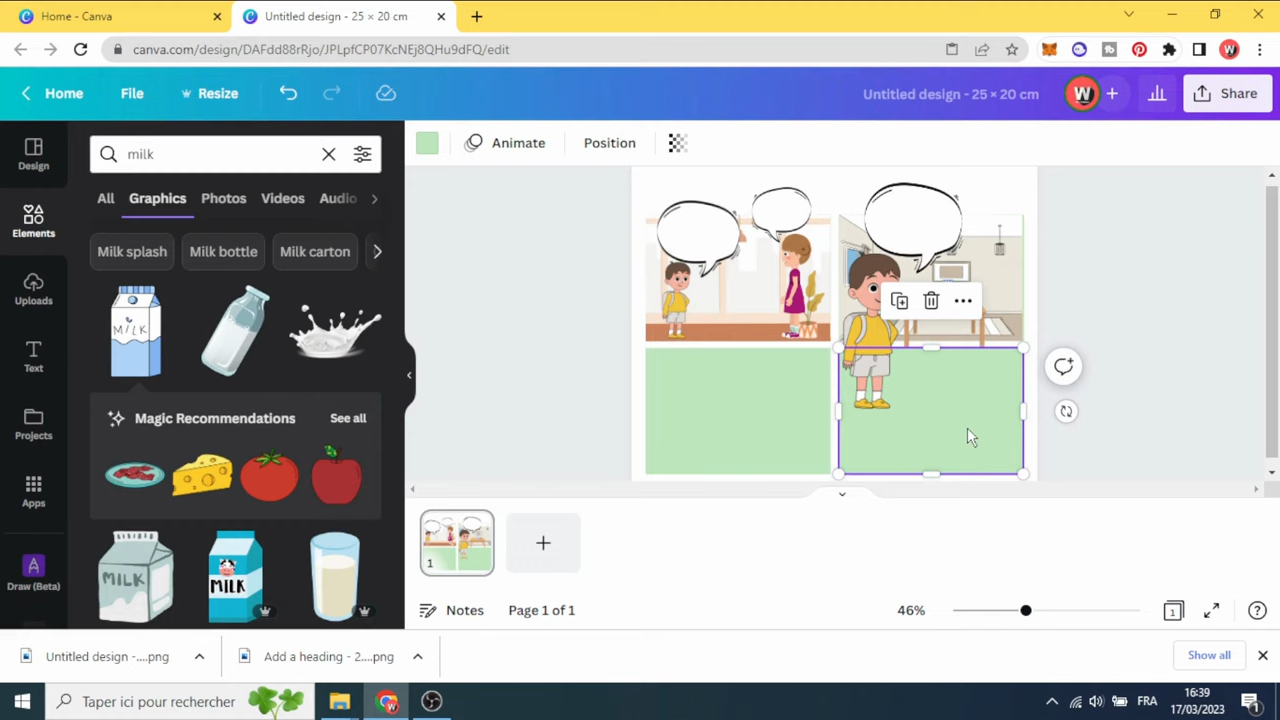 Home - Canva
Untitled design - 25 × 20 cm
canva.com/design/DAFdd88rRjo/JPLpfCP07KcNEj8QHu9dFQ/edit
Home
File
Resize
Untitled design - 25 × 20 cm
W
Share
Design
milk
Animate
Position
All
Graphics
Photos
Videos
Audio
Elements
Milk splash
Milk bottle
Milk carton
Uploads
MILK
Text
Magic Recommendations
See all
Projects
Apps
MILK
MILK
1
Draw (Beta)
Notes
Page 1 of 1
46%
1
Untitled design -....png
Add a heading - 2....png
Show all
Taper ici pour rechercher
FRA
16:39
17/03/2023
1